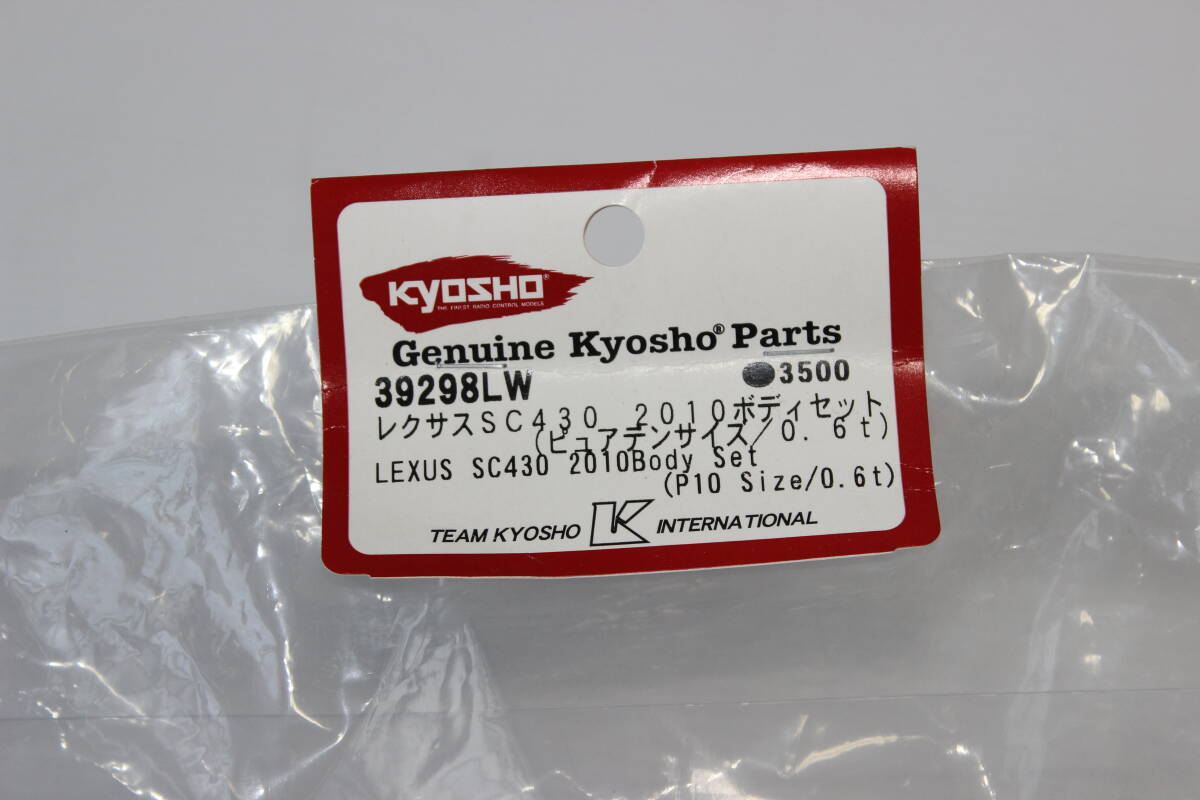 KYOSHO®
THE FINEST RADIO CONTROL MODELS
Genuine Kyosho® Parts
39298LW ●3500
レクサスSC430 2010ボディセット
(ピュアテンサイズ/0.6t)
LEXUS SC430 2010Body Set
(P10 Size/0.6t)
TEAM KYOSHO K INTERNATIONAL